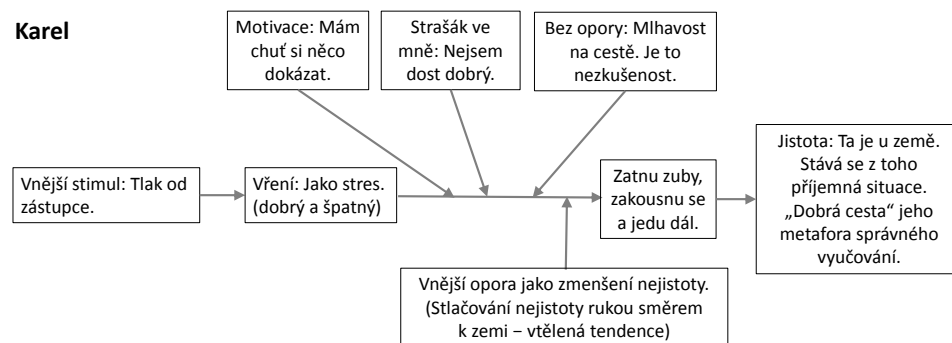 Karel
Motivace: Mám
chuť si něco
dokázat.
Strašák ve
mně: Nejsem
dost dobrý.
Bez opory: Mlhavost
na cestě. Je to
nezkušenost.
Vnější stimul: Tlak od
zástupce.
Vření: Jako stres.
(dobrý a špatný)
Zatnu zuby,
zakousnu se
a jedu dál.
Jistota: Ta je u země.
Stává se z toho
příjemná situace.
„Dobrá cesta“ jeho
metafora správného
vyučování.
Vnější opora jako zmenšení nejistoty.
(Stlačování nejistoty rukou směrem
k zemi – vtělená tendence)